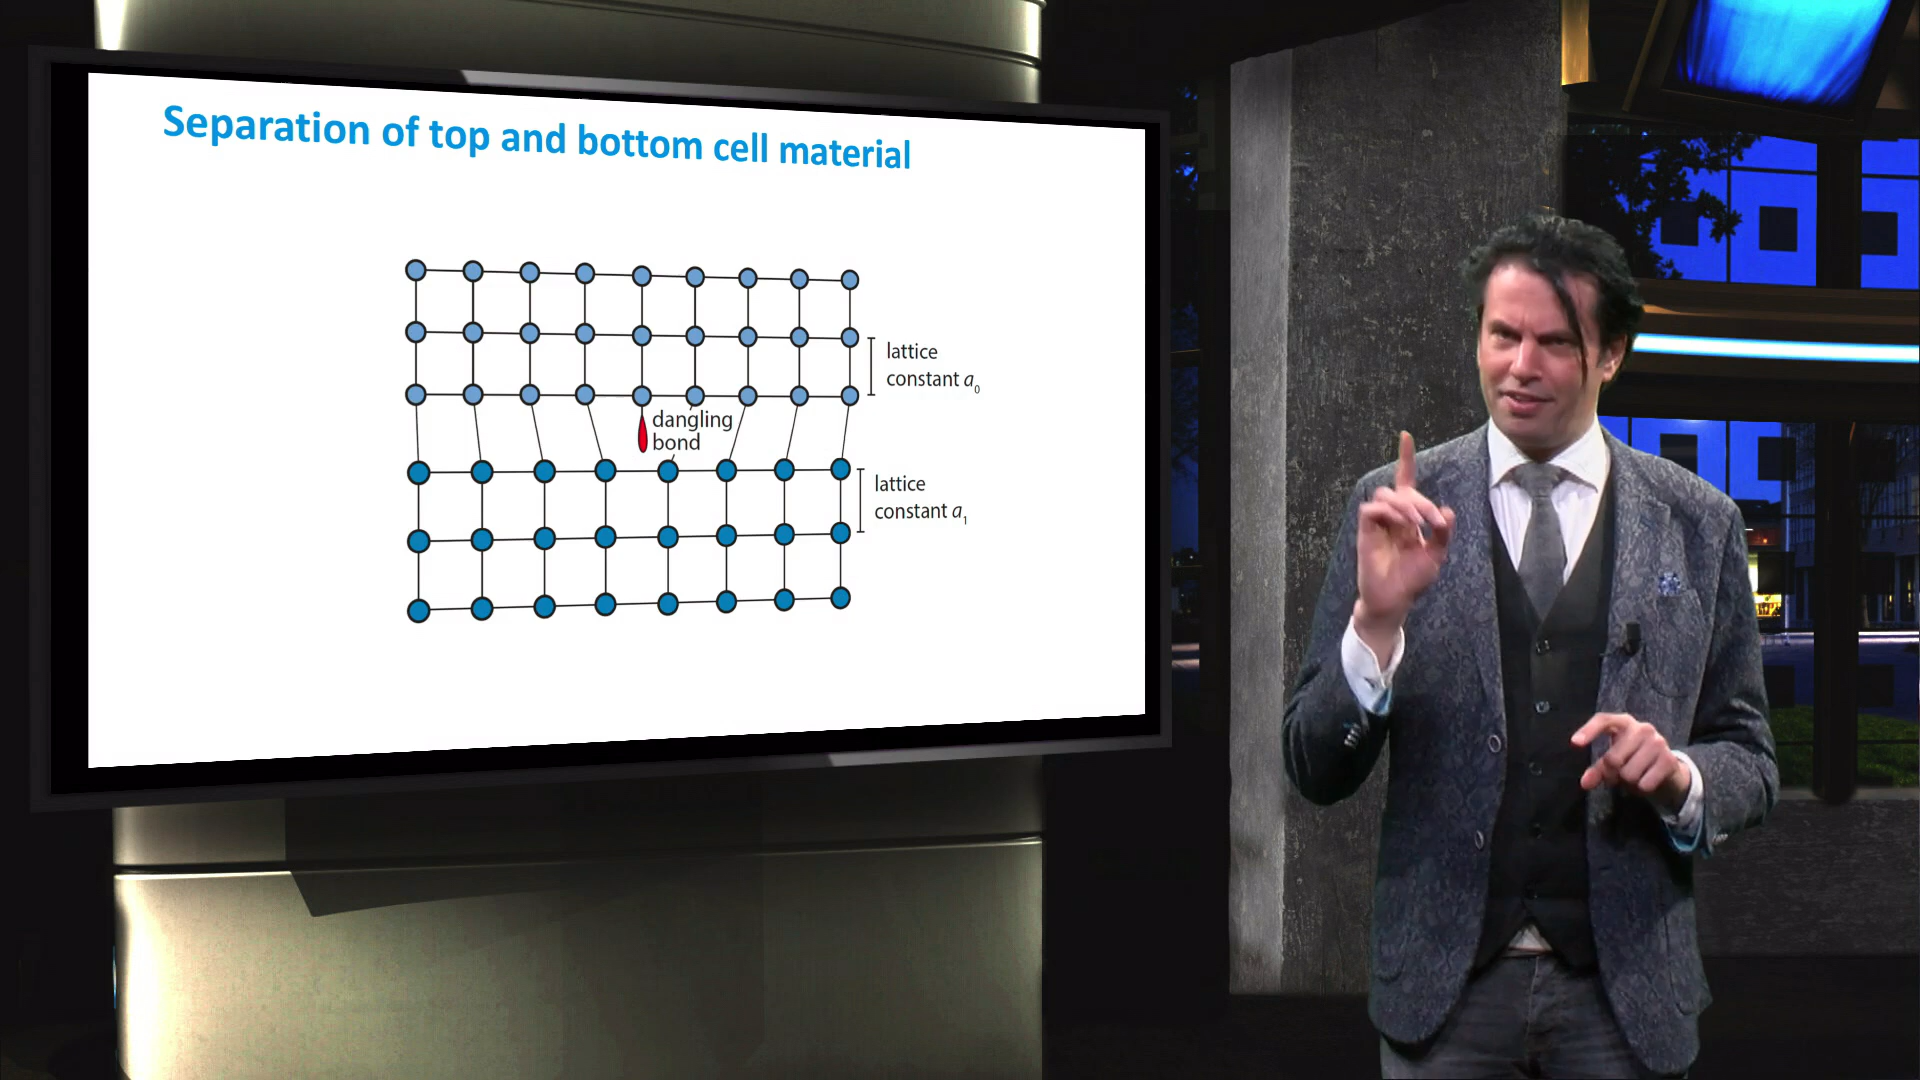 Separation of top and bottom cell material
lattice
constant a₀
dangling
bond
lattice
constant a₁